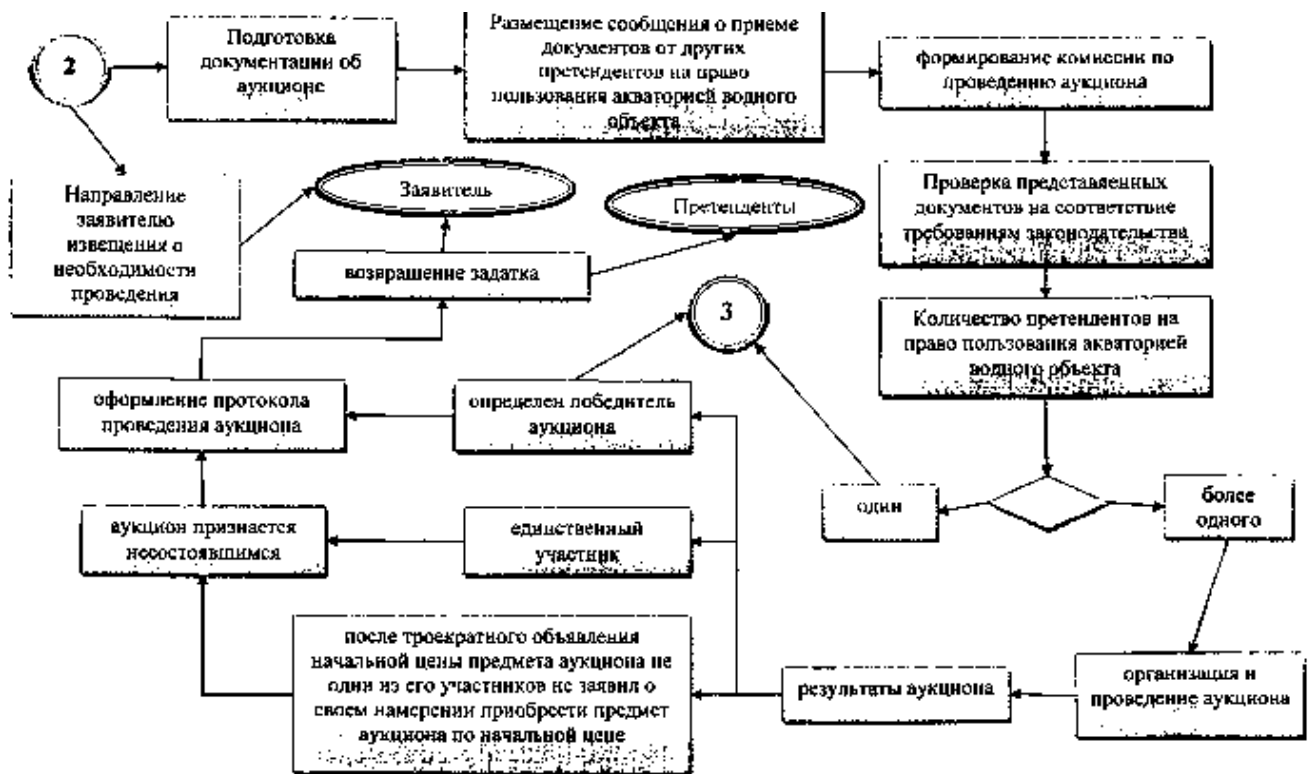 2
Подготовка
документации об
аукционе
Размещение сообщения о приеме
документов от других
претендентов на право
пользования акваторией водного
объекта
формирование комиссии по
проведению аукциона
Направление
заявителю
извещения о
необходимости
проведения
Заявитель
Претенденты
Проверка представленных
документов на соответствие
требованиям законодательства
возвращение задатка
3
Количество претендентов на
право пользования акваторией
водного объекта
оформление протокола
проведения аукциона
определен победитель
аукциона
один
более
одного
аукцион признается
несостоявшимся
единственный
участник
после троекратного объявления
начальной цены предмета аукциона не
один из его участников не заявил о
своем намерении приобрести предмет
аукциона по начальной цене
результаты аукциона
организация и
проведение аукциона